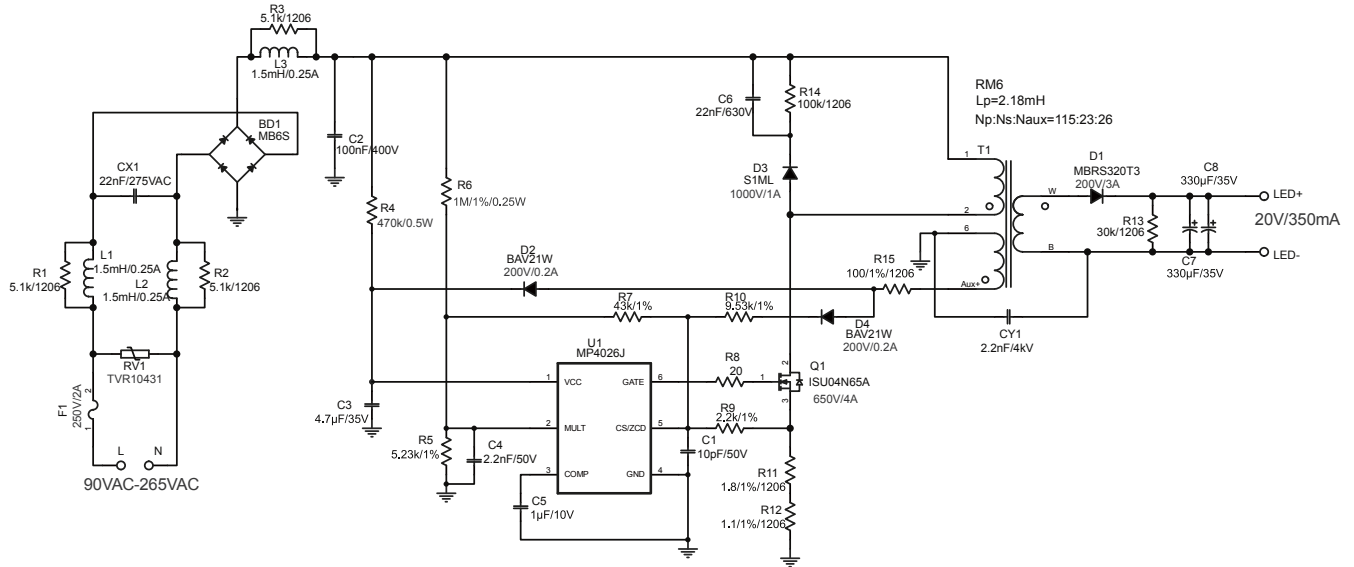 R3
5.1k/1206
L3
1.5mH/0.25A
BD1
MB6S
CX1
22nF/275VAC
C2
100nF/400V
C6
22nF/630V
R14
100k/1206
RM6
Lp=2.18mH
Np:Ns:Naux=115:23:26
T1
D1
MBRS320T3
200V/3A
C8
330µF/35V
LED+
20V/350mA
LED-
R13
30k/1206
C7
330µF/35V
1
2
6
Aux+
W
B
D3
S1ML
1000V/1A
R6
1M/1%/0.25W
R4
470k/0.5W
L1
1.5mH/0.25A
L2
1.5mH/0.25A
R1
5.1k/1206
R2
5.1k/1206
D2
BAV21W
200V/0.2A
R15
100/1%/1206
R7
43k/1%
R10
9.53k/1%
D4
BAV21W
200V/0.2A
CY1
2.2nF/4kV
RV1
TVR10431
F1
250V/2A
2
1
L
N
90VAC-265VAC
U1
MP4026J
1
VCC
GATE
6
2
MULT
CS/ZCD
5
3
COMP
GND
4
R8
20
Q1
ISU04N65A
650V/4A
2
1
3
R9
2.2k/1%
C3
4.7µF/35V
R5
5.23k/1%
C4
2.2nF/50V
C1
10pF/50V
C5
1µF/10V
R11
1.8/1%/1206
R12
1.1/1%/1206